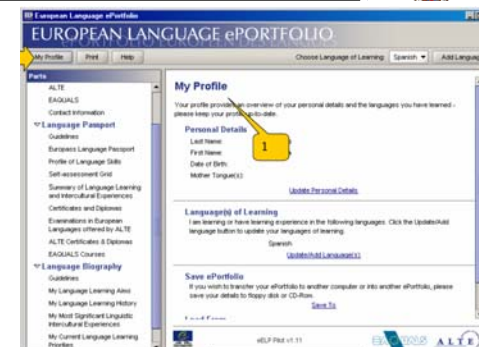 European Language ePortfolio
EUROPEAN LANGUAGE ePORTFOLIO
My Profile Print Help Choose Language of Learning: Spanish Add Languag
Parts
ALTE
EAQUALS
Contact Information
Language Passport
Guidelines
Europass Language Passport
Profile of Language Skills
Self-assessment Grid
Summary of Language Learning
and Intercultural Experiences
Certificates and Diplomas
Examinations in European
Languages offered by ALTE
ALTE Certificates & Diplomas
EAQUALS Courses
Language Biography
Guidelines
My Language Learning Aims
My Language Learning History
My Most Significant Linguistic
Intercultural Experiences
My Current Language Learning
Priorities
My Profile
Your profile provides an overview of your personal details and the languages you have learned -
please keep your profile up-to-date.
Personal Details
Last Name:
First Name:
Date of Birth:
Mother Tongue(s):
1
Update Personal Details
Language(s) of Learning
I am learning or have learning experience in the following languages. Click the Update/Add
language button to update your languages of learning.
Spanish
Update/Add Language(s)
Save ePortfolio
If you wish to transfer your ePortfolio to another computer or into another ePortfolio, please
save your details to floppy disk or CD-Rom.
Save To
eELP Pilot v1.11
EAQUALS ALTE